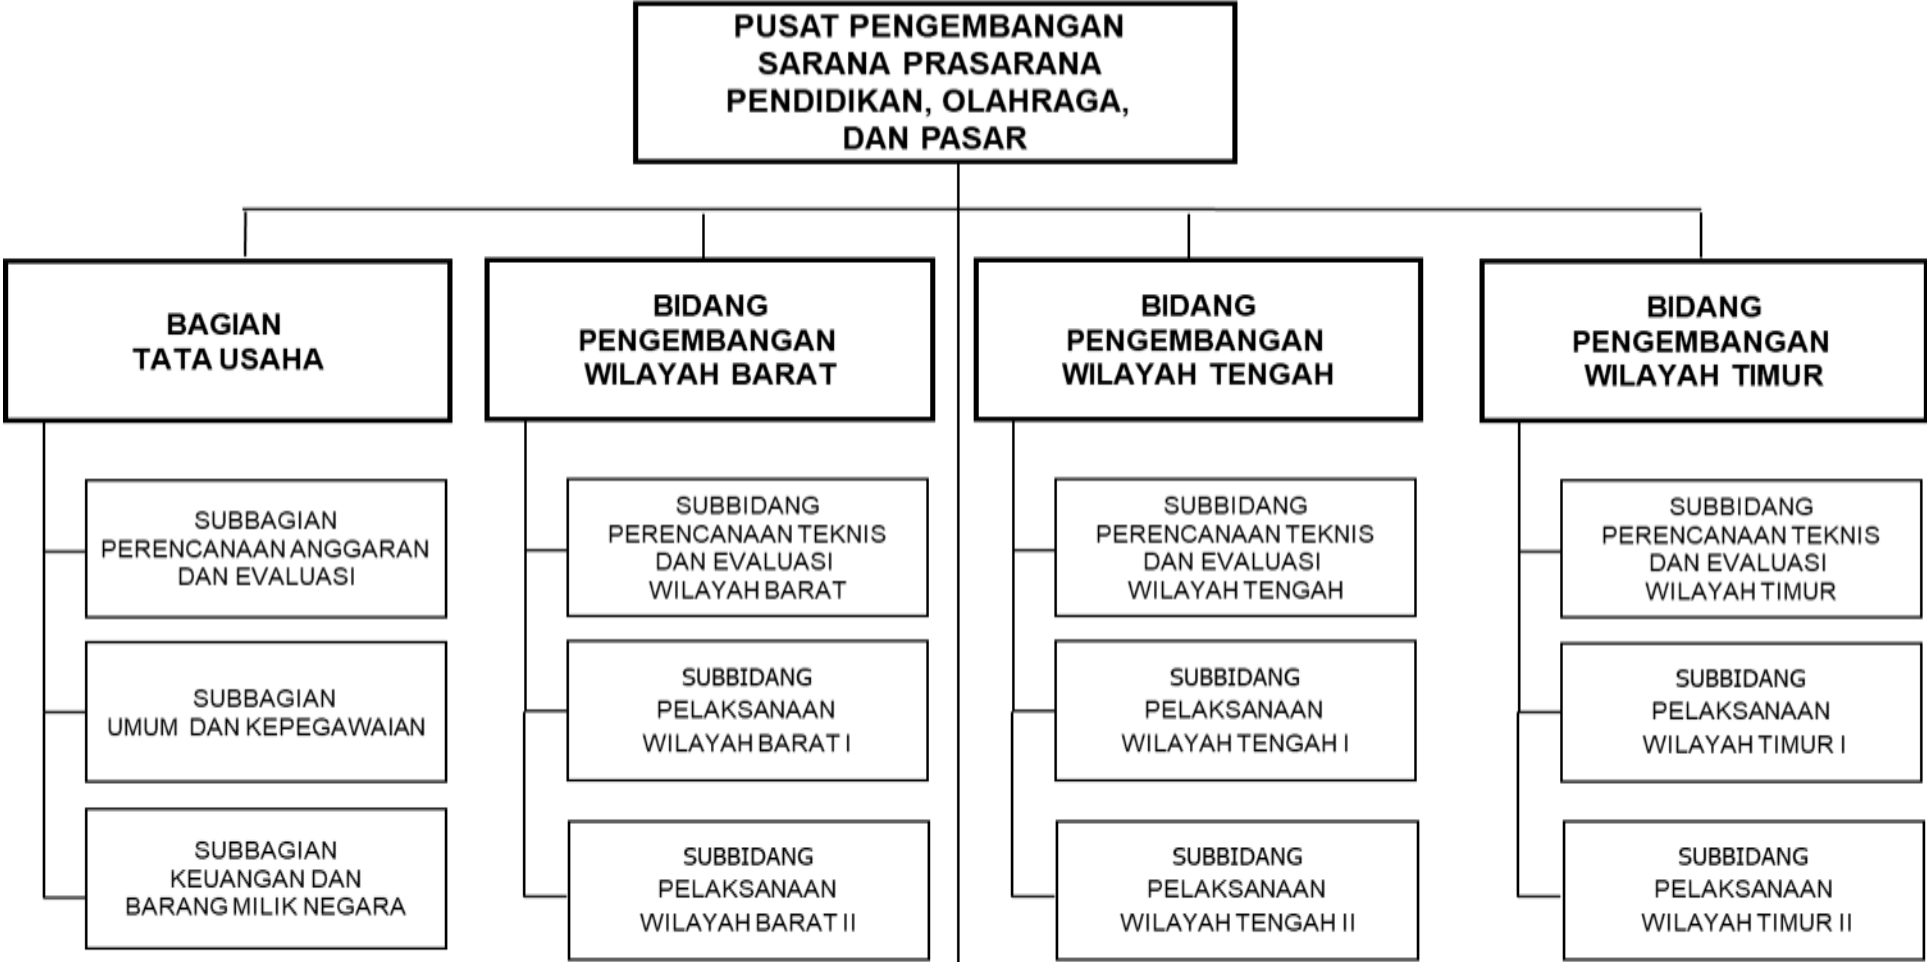 PUSAT PENGEMBANGAN
SARANA PRASARANA
PENDIDIKAN, OLAHRAGA,
DAN PASAR
BAGIAN
TATA USAHA
BIDANG
PENGEMBANGAN
WILAYAH BARAT
BIDANG
PENGEMBANGAN
WILAYAH TENGAH
BIDANG
PENGEMBANGAN
WILAYAH TIMUR
SUBBAGIAN
PERENCANAAN ANGGARAN
DAN EVALUASI
SUBBIDANG
PERENCANAAN TEKNIS
DAN EVALUASI
WILAYAH BARAT
SUBBIDANG
PERENCANAAN TEKNIS
DAN EVALUASI
WILAYAH TENGAH
SUBBIDANG
PERENCANAAN TEKNIS
DAN EVALUASI
WILAYAH TIMUR
SUBBAGIAN
UMUM DAN KEPEGAWAIAN
SUBBIDANG
PELAKSANAAN
WILAYAH BARAT I
SUBBIDANG
PELAKSANAAN
WILAYAH TENGAH I
SUBBIDANG
PELAKSANAAN
WILAYAH TIMUR I
SUBBAGIAN
KEUANGAN DAN
BARANG MILIK NEGARA
SUBBIDANG
PELAKSANAAN
WILAYAH BARAT II
SUBBIDANG
PELAKSANAAN
WILAYAH TENGAH II
SUBBIDANG
PELAKSANAAN
WILAYAH TIMUR II